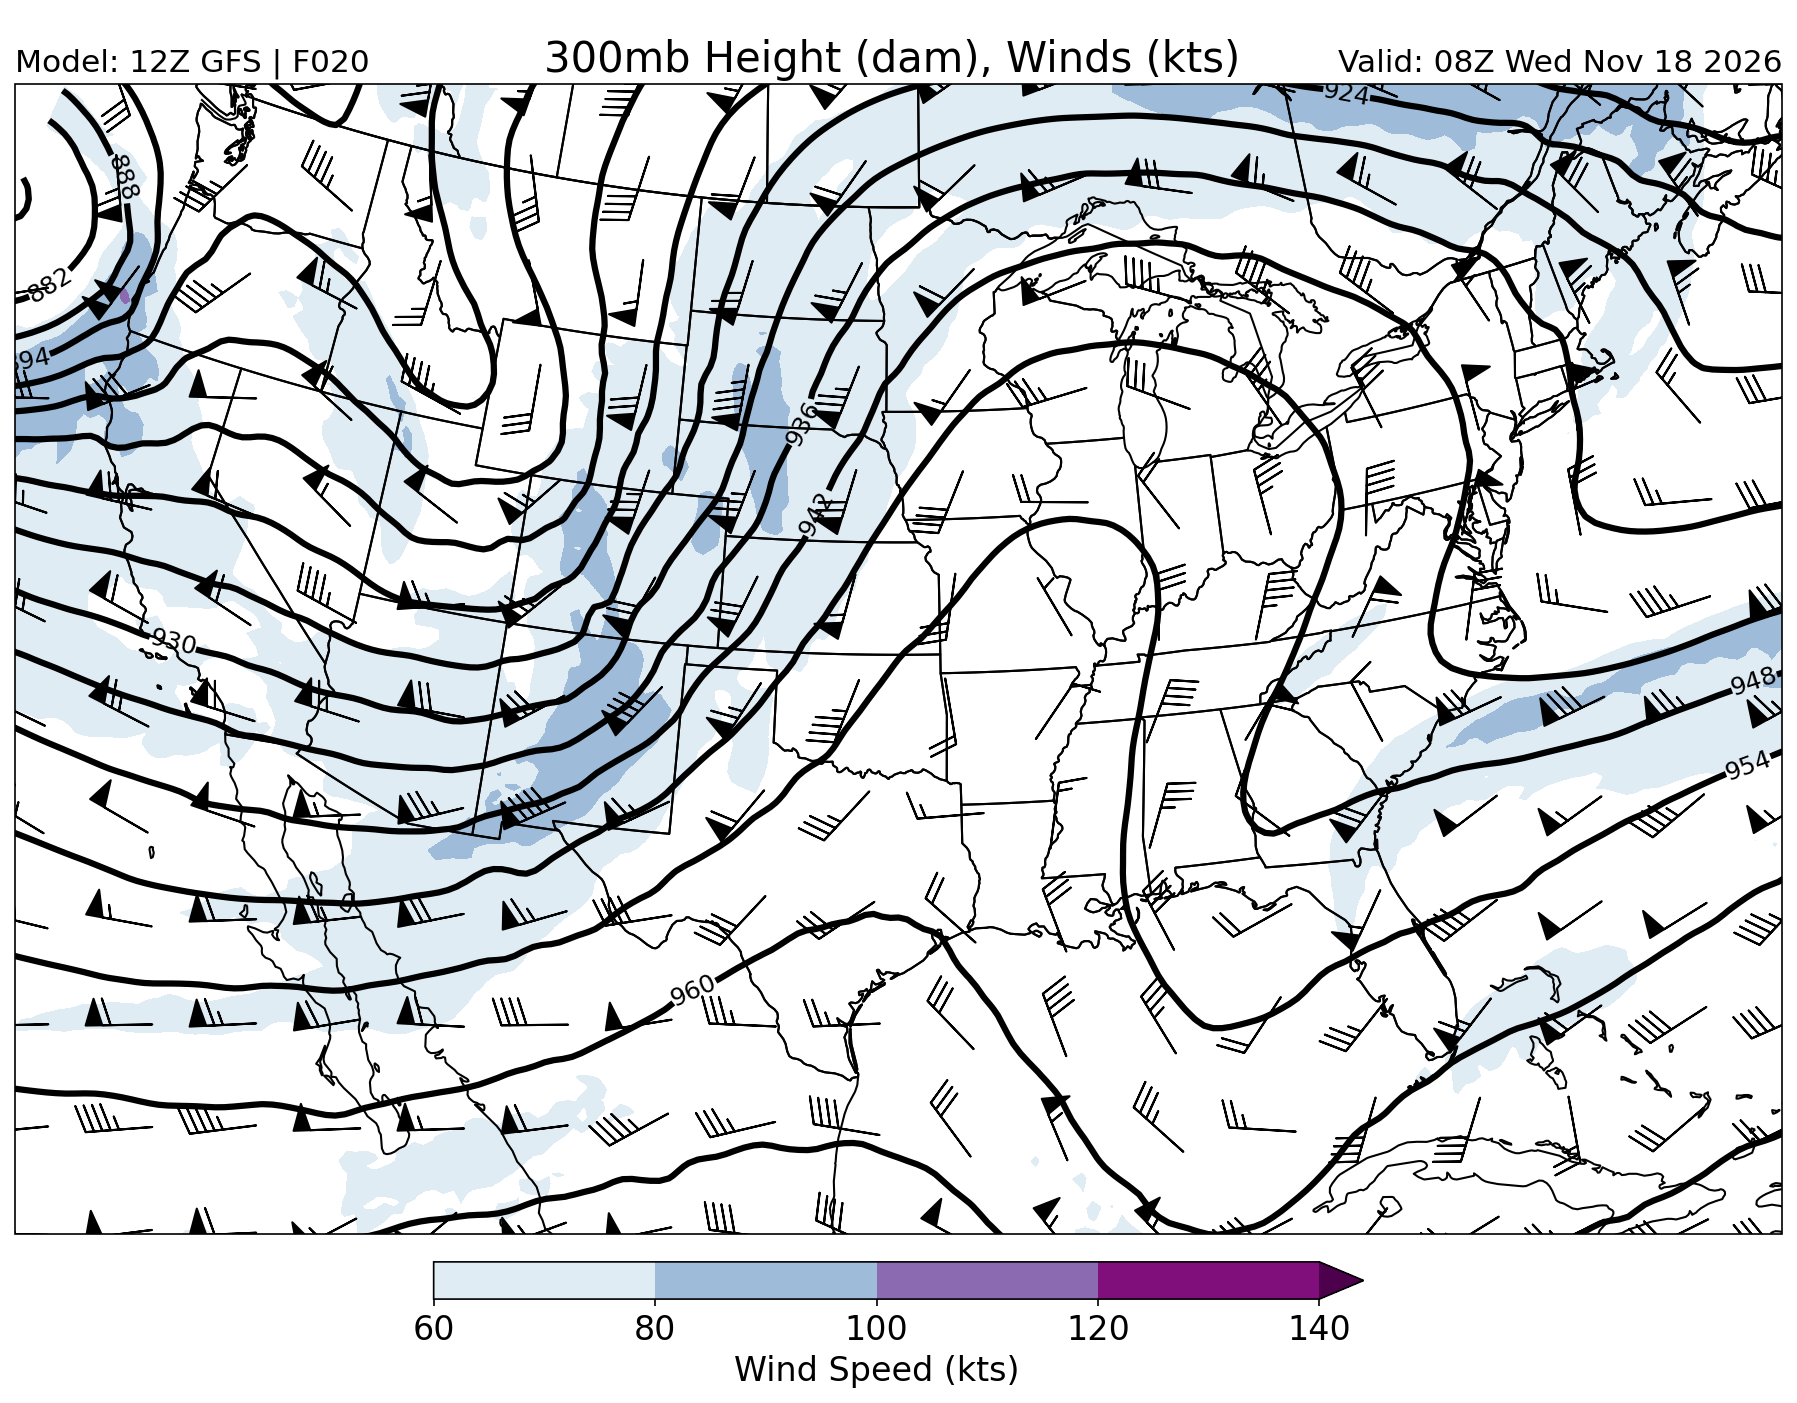 Model: 12Z GFS | F020
300mb Height (dam), Winds (kts)
Valid: 08Z Wed Nov 18 2026
924
888
882
894
936
942
930
948
954
960
60 80 100 120 140
Wind Speed (kts)